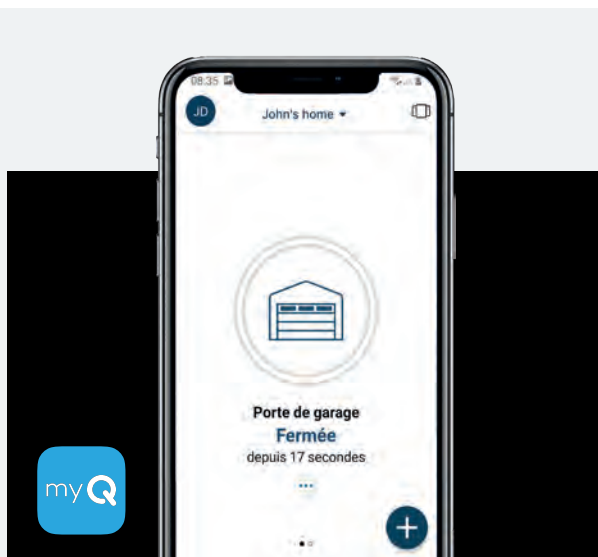 08:35
JD
John's home
Porte de garage
Fermée
depuis 17 secondes
...
myQ